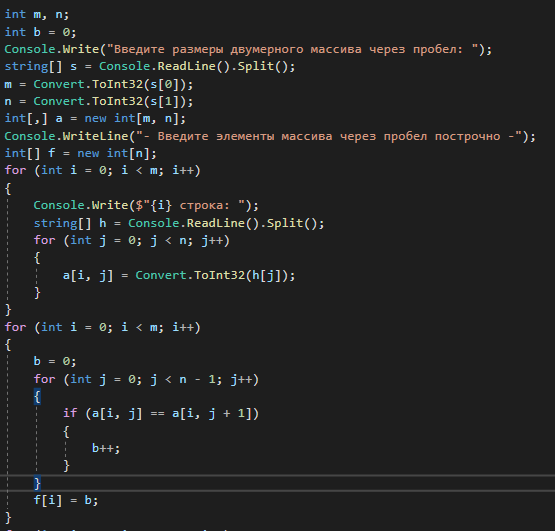 int m, n;
int b = 0;
Console.Write("Введите размеры двумерного массива через пробел: ");
string[] s = Console.ReadLine().Split();
m = Convert.ToInt32(s[0]);
n = Convert.ToInt32(s[1]);
int[,] a = new int[m, n];
Console.WriteLine("- Введите элементы массива через пробел построчно -");
int[] f = new int[n];
for (int i = 0; i < m; i++)
{
    Console.Write($"{i} строка: ");
    string[] h = Console.ReadLine().Split();
    for (int j = 0; j < n; j++)
    {
        a[i, j] = Convert.ToInt32(h[j]);
    }
}
for (int i = 0; i < m; i++)
{
    b = 0;
    for (int j = 0; j < n - 1; j++)
    {
        if (a[i, j] == a[i, j + 1])
        {
            b++;
        }
    }
    f[i] = b;
}